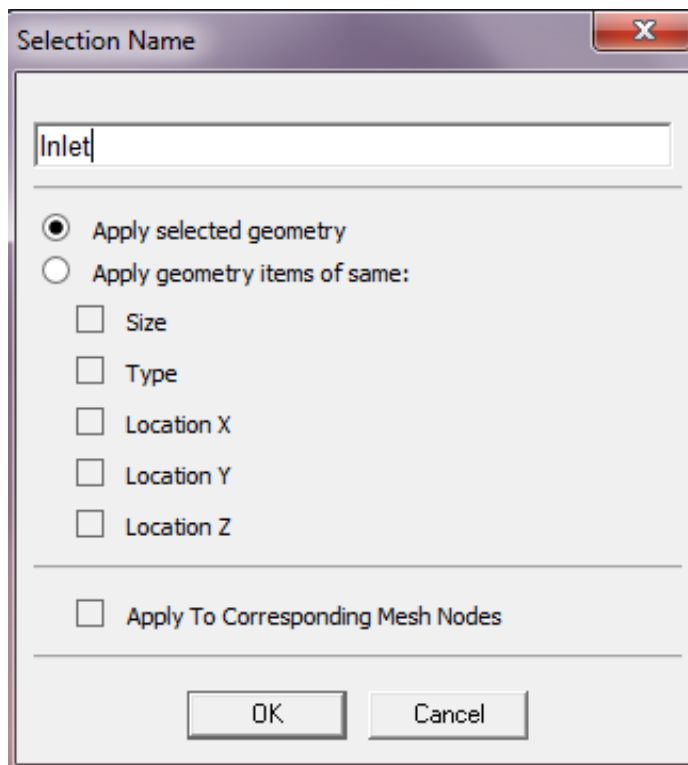 Selection Name
Inlet
Apply selected geometry
Apply geometry items of same:
Size
Type
Location X
Location Y
Location Z
Apply To Corresponding Mesh Nodes
OK Cancel